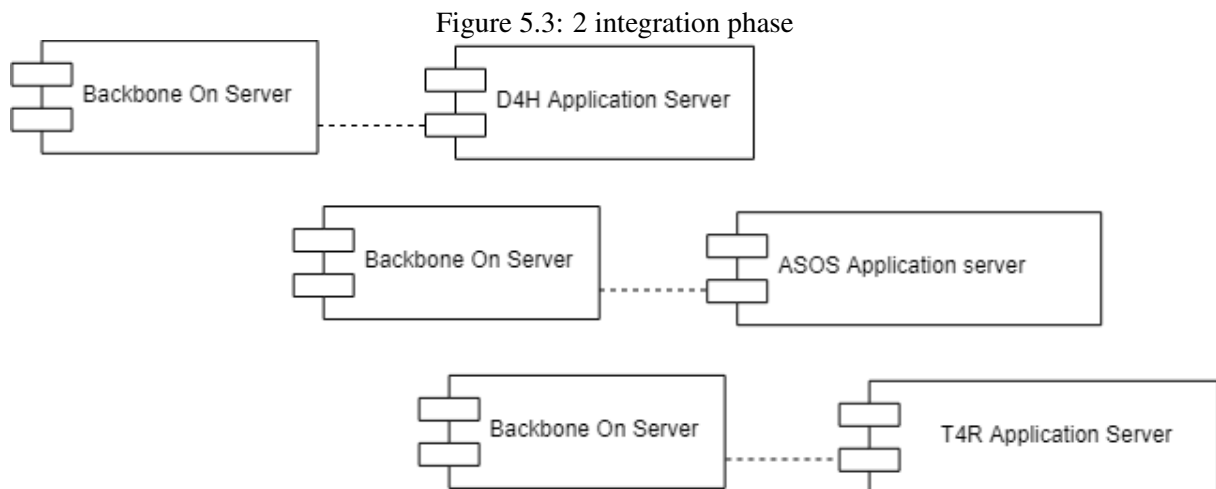 Figure 5.3: 2 integration phase
Backbone On Server
D4H Application Server
Backbone On Server
ASOS Application server
Backbone On Server
T4R Application Server